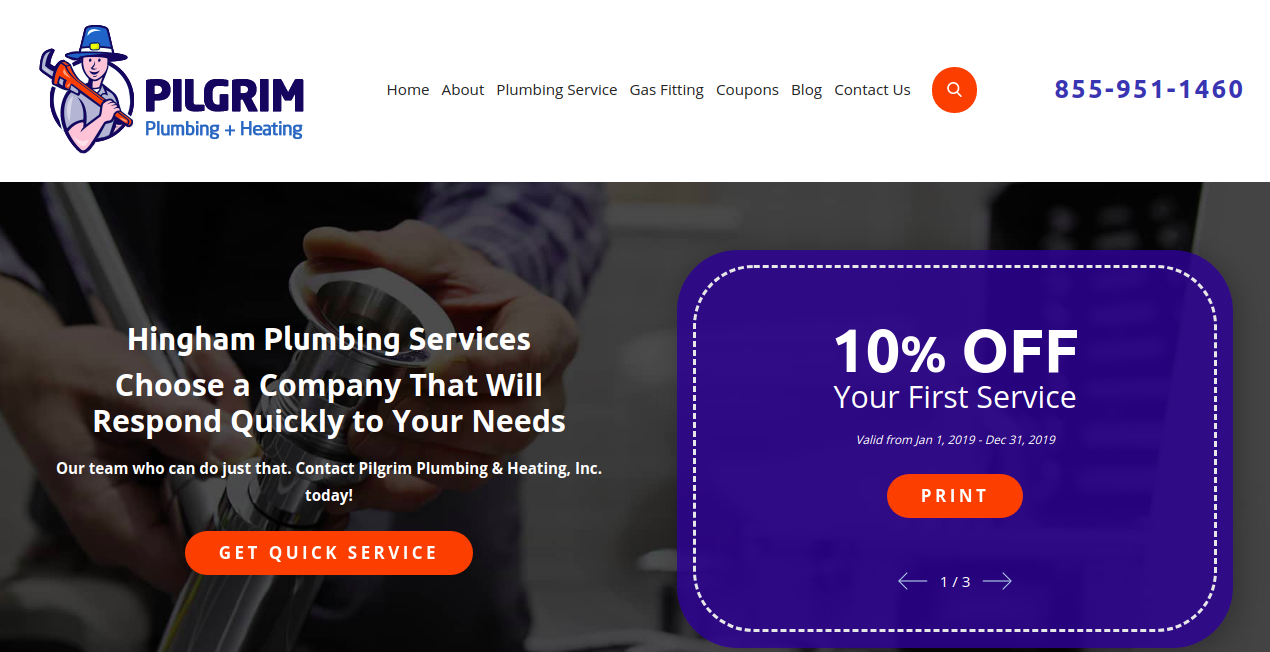 PILGRIM
Plumbing + Heating
Home About Plumbing Service Gas Fitting Coupons Blog Contact Us
855-951-1460
Hingham Plumbing Services
Choose a Company That Will
Respond Quickly to Your Needs
Our team who can do just that. Contact Pilgrim Plumbing & Heating, Inc.
today!
GET QUICK SERVICE
10% OFF
Your First Service
Valid from Jan 1, 2019 - Dec 31, 2019
PRINT
1 / 3